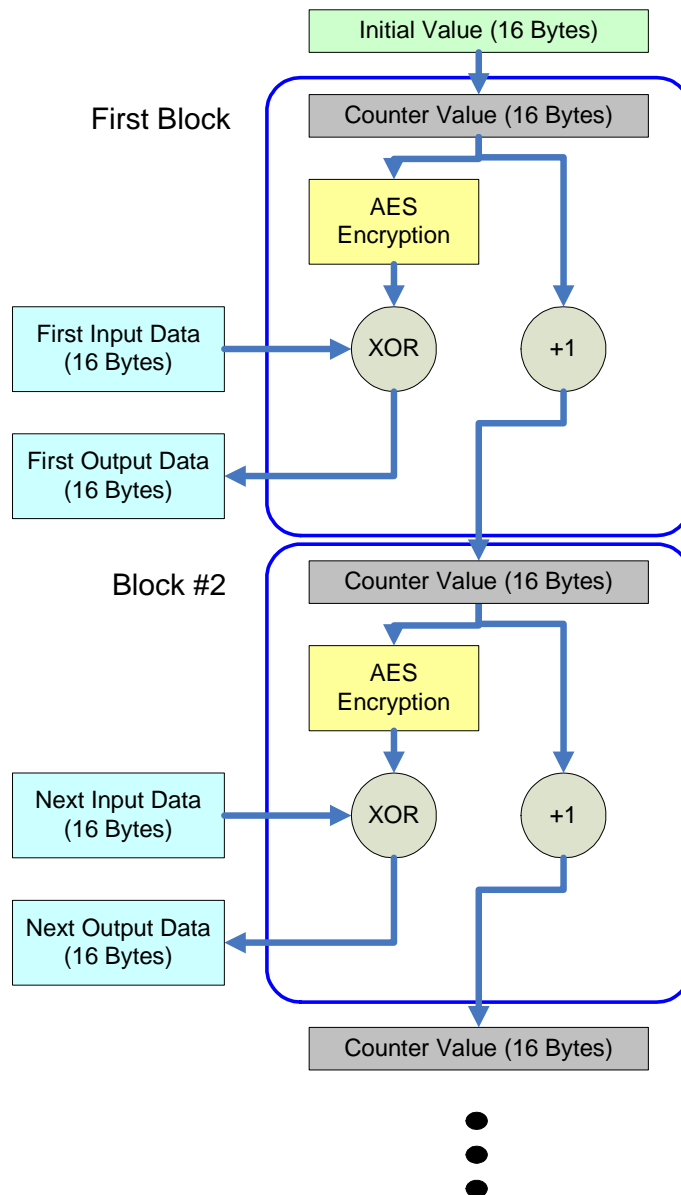 Initial Value (16 Bytes)
First Block
Counter Value (16 Bytes)
AES
Encryption
First Input Data
(16 Bytes)
XOR
+1
First Output Data
(16 Bytes)
Block #2
Counter Value (16 Bytes)
AES
Encryption
Next Input Data
(16 Bytes)
XOR
+1
Next Output Data
(16 Bytes)
Counter Value (16 Bytes)